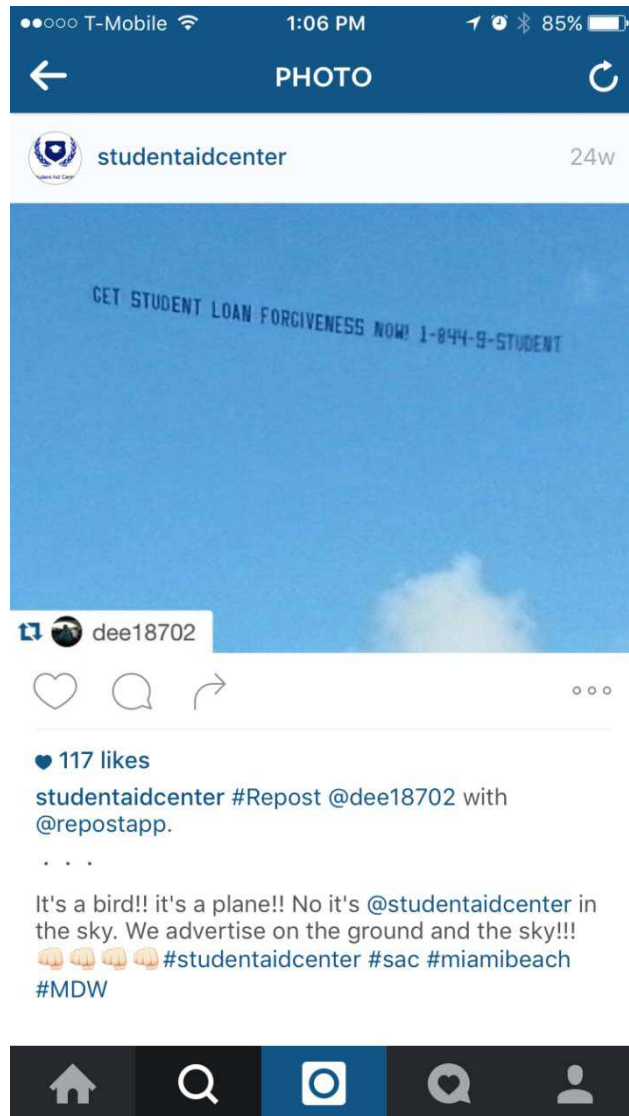 T-Mobile 1:06 PM 85%
PHOTO
studentaidcenter 24w
GET STUDENT LOAN FORGIVENESS NOW! 1-844-9-STUDENT
dee18702
117 likes
studentaidcenter #Repost @dee18702 with
@repostapp.
. . .
It's a bird!! it's a plane!! No it's @studentaidcenter in
the sky. We advertise on the ground and the sky!!!
👊🏻👊🏻👊🏻👊🏻#studentaidcenter #sac #miamibeach
#MDW